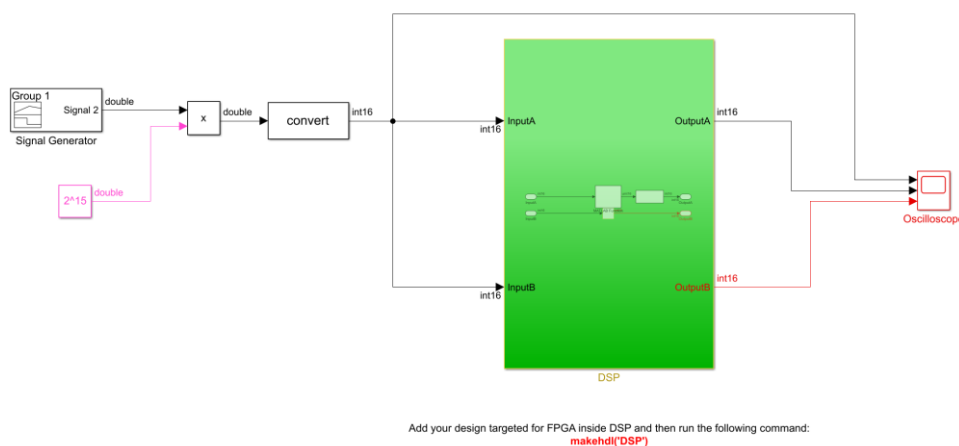 Group 1
Signal 2
Signal Generator
double
2^15
double
x
double
convert
int16
int16
int16
InputA
InputB
OutputA
OutputB
DSP
int16
int16
Oscilloscope
Add your design targeted for FPGA inside DSP and then run the following command:
makehdl('DSP')